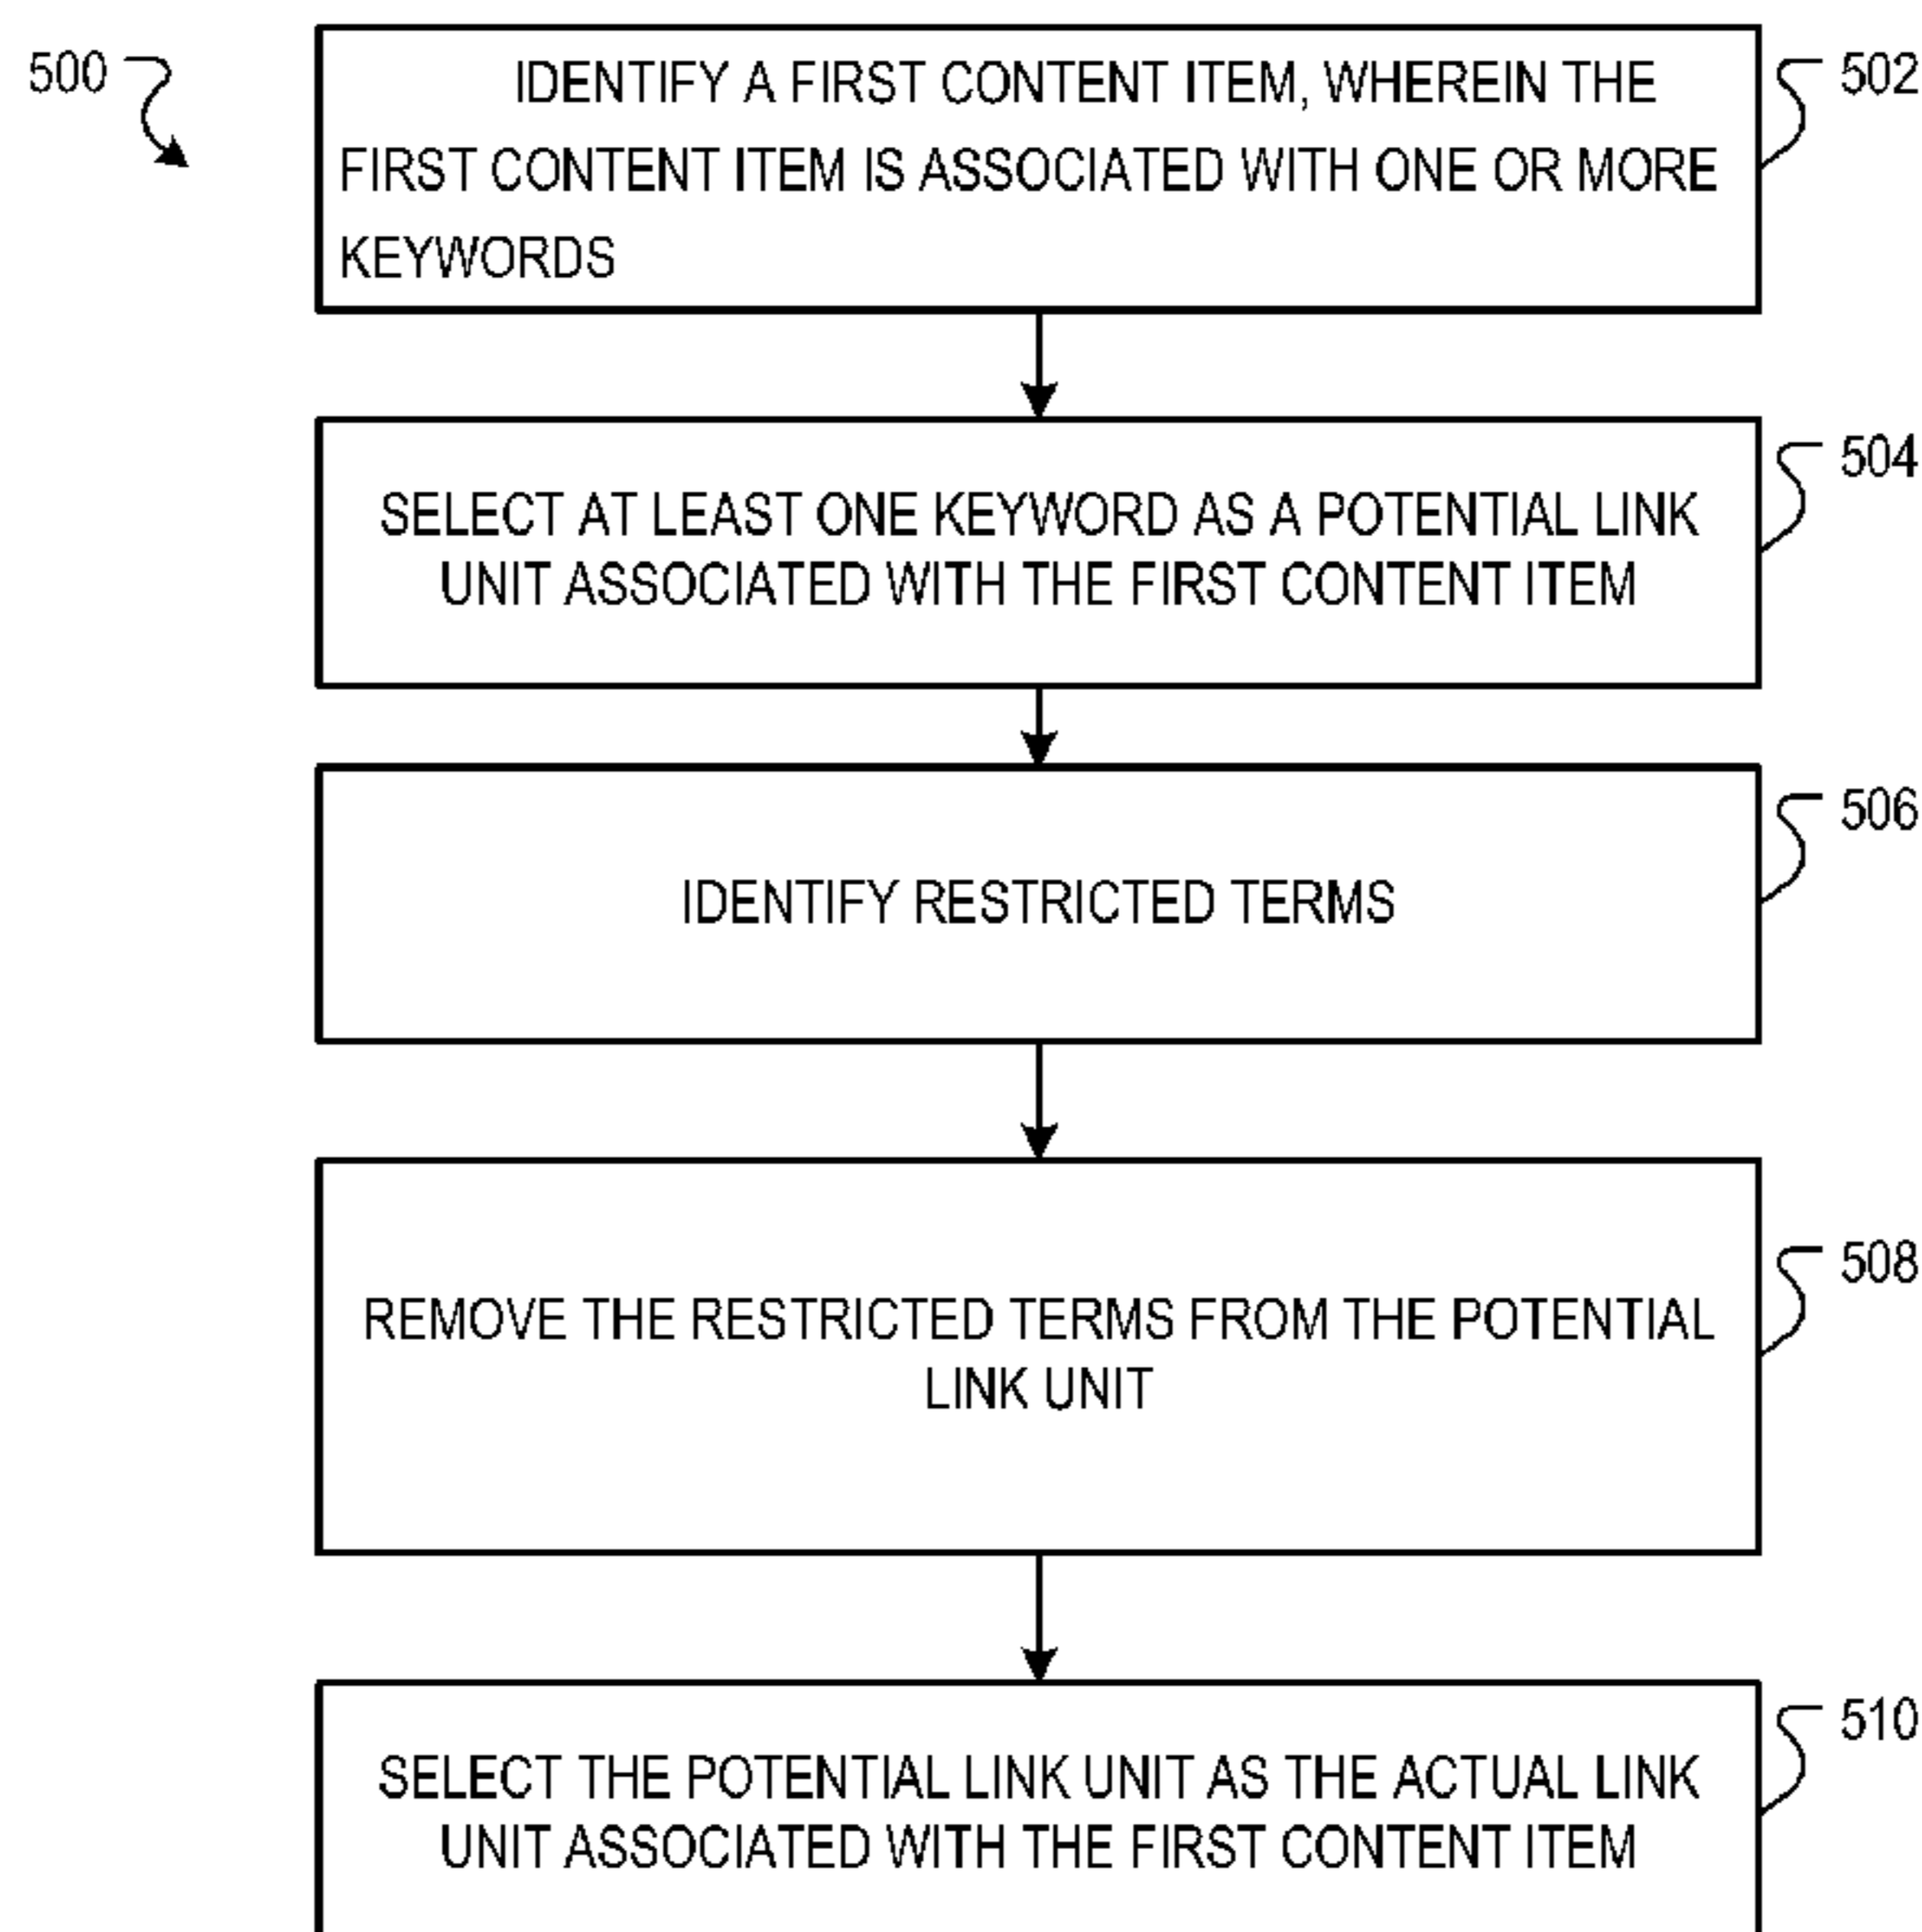 500
IDENTIFY A FIRST CONTENT ITEM, WHEREIN THE
FIRST CONTENT ITEM IS ASSOCIATED WITH ONE OR MORE
KEYWORDS
502
SELECT AT LEAST ONE KEYWORD AS A POTENTIAL LINK
UNIT ASSOCIATED WITH THE FIRST CONTENT ITEM
504
IDENTIFY RESTRICTED TERMS
506
REMOVE THE RESTRICTED TERMS FROM THE POTENTIAL
LINK UNIT
508
SELECT THE POTENTIAL LINK UNIT AS THE ACTUAL LINK
UNIT ASSOCIATED WITH THE FIRST CONTENT ITEM
510